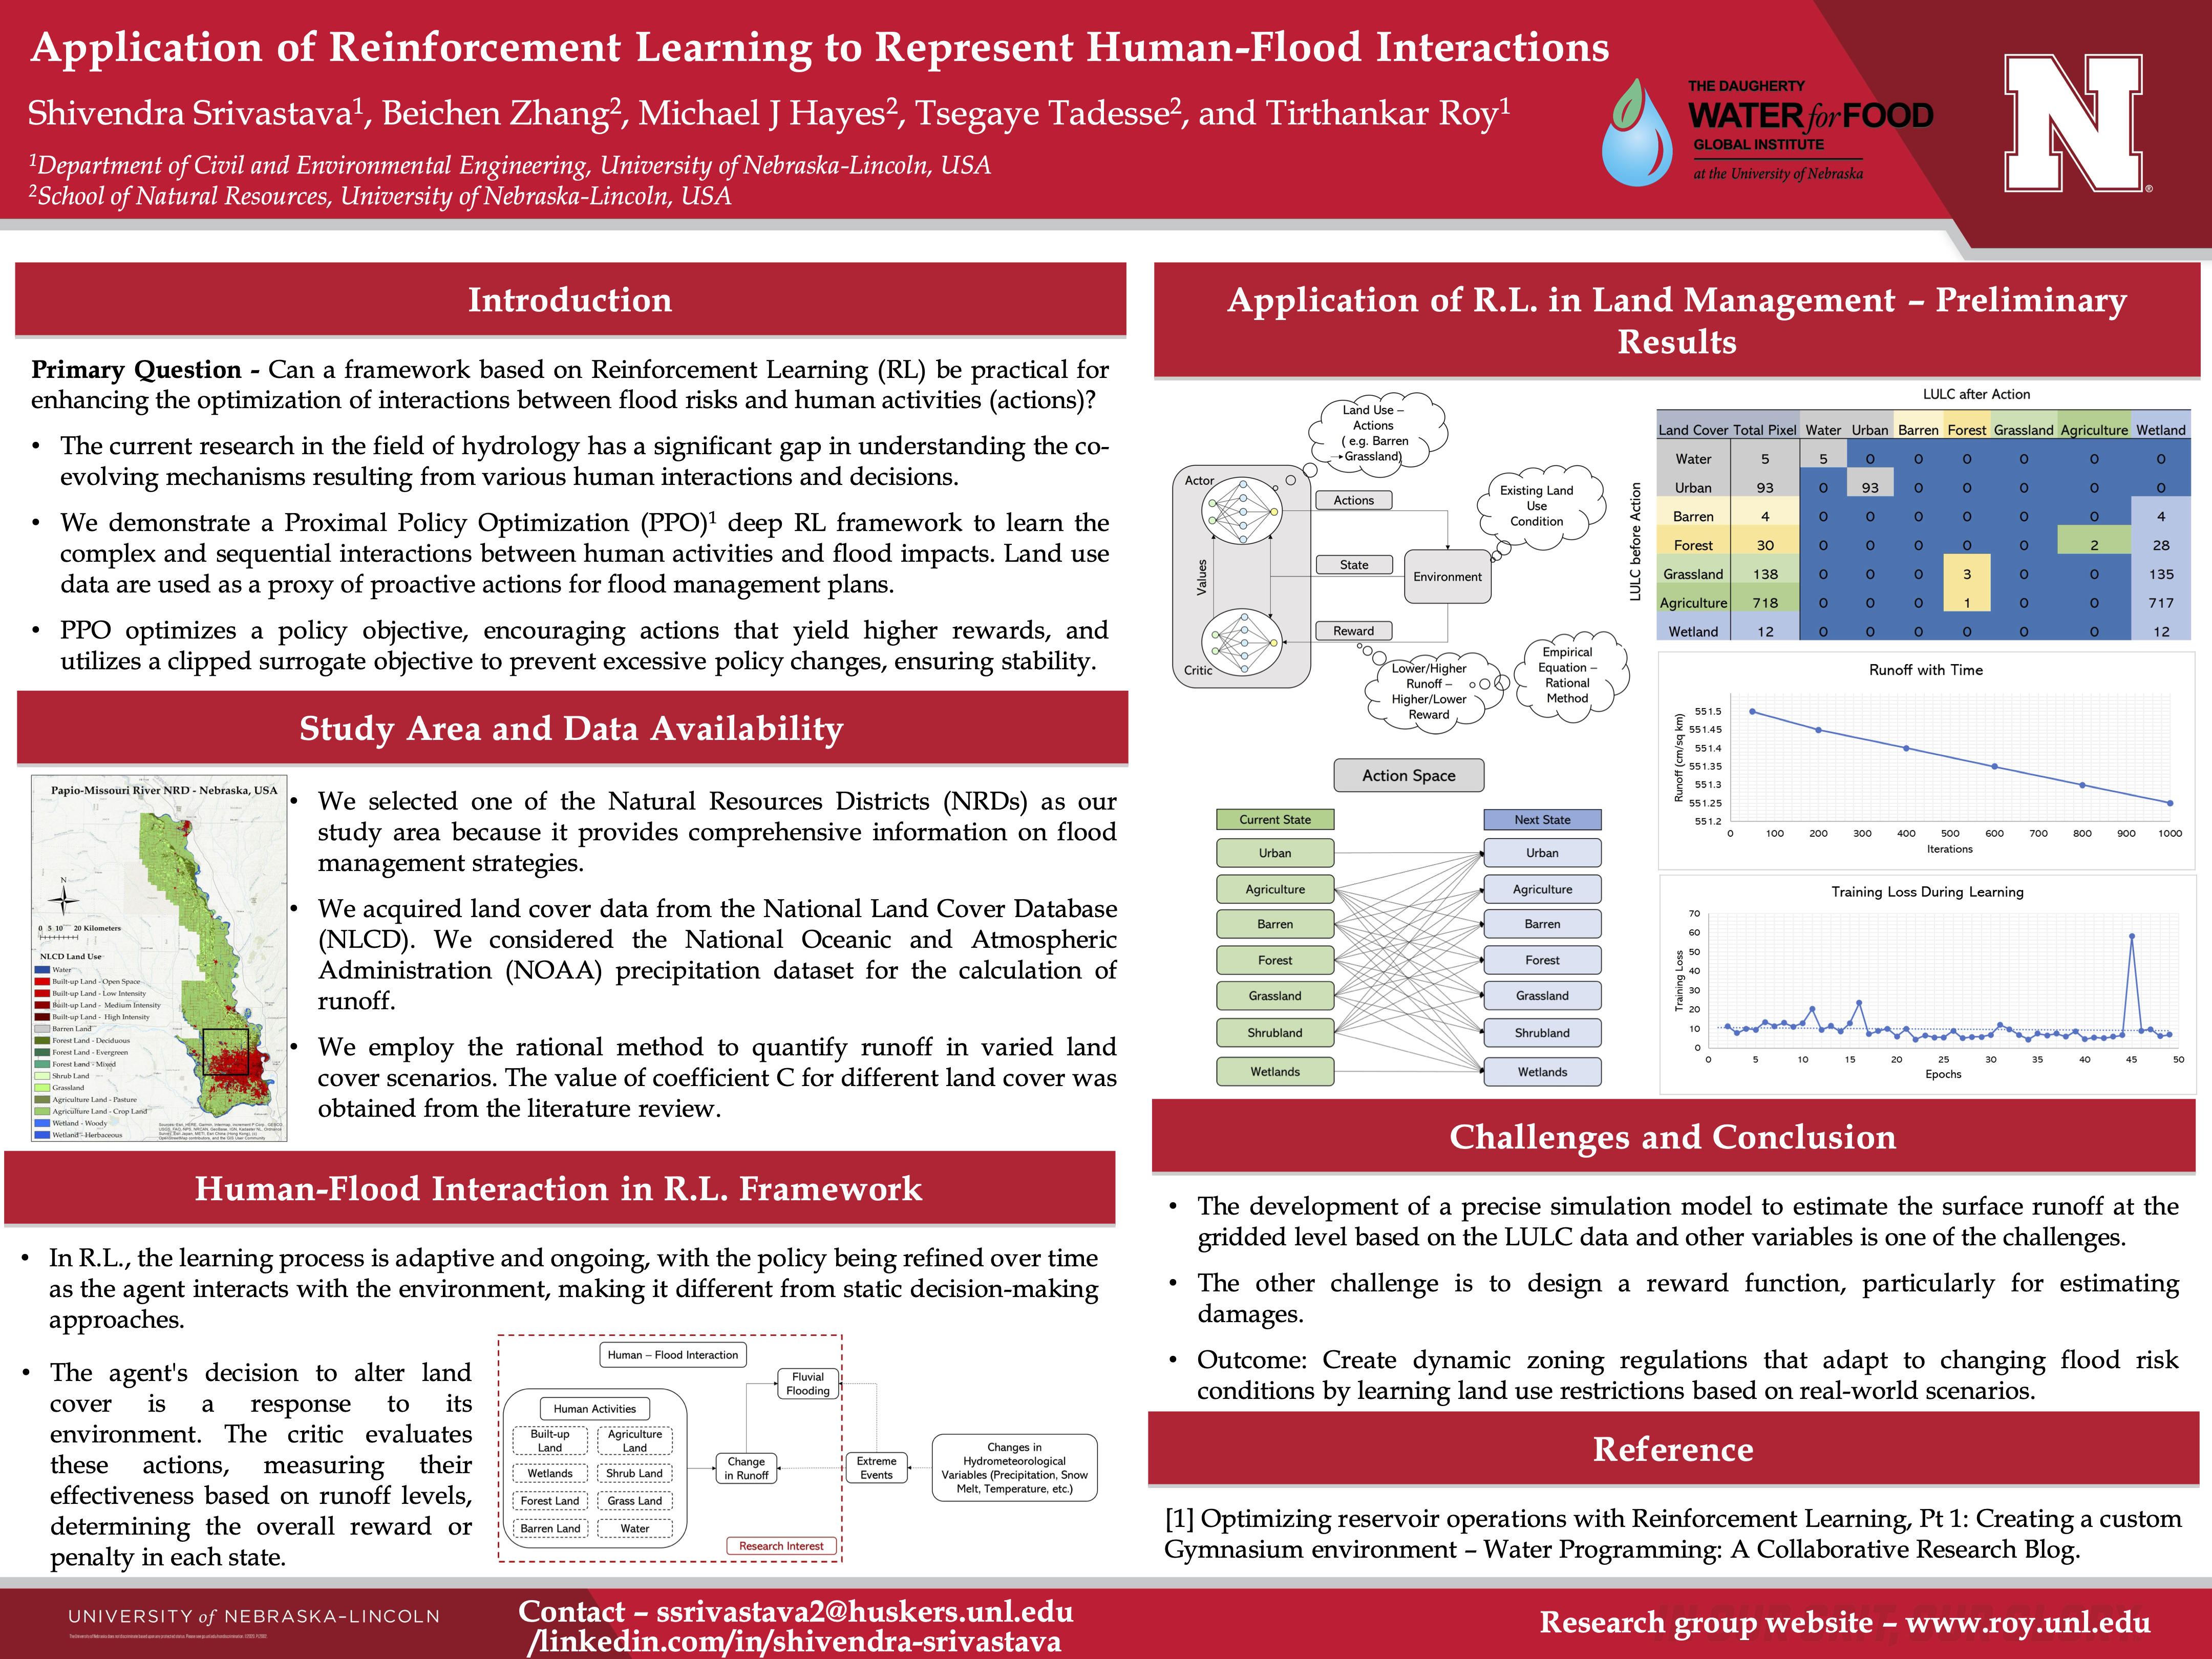 Application of Reinforcement Learning to Represent Human-Flood Interactions
Shivendra Srivastava1, Beichen Zhang2, Michael J Hayes2, Tsegaye Tadesse2, and Tirthankar Roy1
1Department of Civil and Environmental Engineering, University of Nebraska-Lincoln, USA
2School of Natural Resources, University of Nebraska-Lincoln, USA
THE DAUGHERTY
WATER for FOOD
GLOBAL INSTITUTE
at the University of Nebraska
N
Introduction
Primary Question - Can a framework based on Reinforcement Learning (RL) be practical for
enhancing the optimization of interactions between flood risks and human activities (actions)?
• The current research in the field of hydrology has a significant gap in understanding the co-
evolving mechanisms resulting from various human interactions and decisions.
• We demonstrate a Proximal Policy Optimization (PPO)1 deep RL framework to learn the
complex and sequential interactions between human activities and flood impacts. Land use
data are used as a proxy of proactive actions for flood management plans.
• PPO optimizes a policy objective, encouraging actions that yield higher rewards, and
utilizes a clipped surrogate objective to prevent excessive policy changes, ensuring stability.
Study Area and Data Availability
Papio-Missouri River NRD - Nebraska, USA
N
0 5 10 20 Kilometers
NLCD Land Use
Water
Built-up Land - Open Space
Built-up Land - Low Intensity
Built-up Land - Medium Intensity
Built-up Land - High Intensity
Barren Land
Forest Land - Deciduous
Forest Land - Evergreen
Forest Land - Mixed
Shrub Land
Grassland
Agriculture Land - Pasture
Agriculture Land - Crop Land
Wetland - Woody
Wetland - Herbaceous
• We selected one of the Natural Resources Districts (NRDs) as our
study area because it provides comprehensive information on flood
management strategies.
• We acquired land cover data from the National Land Cover Database
(NLCD). We considered the National Oceanic and Atmospheric
Administration (NOAA) precipitation dataset for the calculation of
runoff.
• We employ the rational method to quantify runoff in varied land
cover scenarios. The value of coefficient C for different land cover was
obtained from the literature review.
Human-Flood Interaction in R.L. Framework
• In R.L., the learning process is adaptive and ongoing, with the policy being refined over time
as the agent interacts with the environment, making it different from static decision-making
approaches.
• The agent's decision to alter land
cover is a response to its
environment. The critic evaluates
these actions, measuring their
effectiveness based on runoff levels,
determining the overall reward or
penalty in each state.
Human – Flood Interaction
Fluvial
Flooding
Human Activities
Built-up
Land
Agriculture
Land
Wetlands
Shrub Land
Forest Land
Grass Land
Barren Land
Water
Change
in Runoff
Extreme
Events
Changes in
Hydrometeorological
Variables (Precipitation, Snow
Melt, Temperature, etc.)
Research Interest
Application of R.L. in Land Management – Preliminary
Results
Land Use –
Actions
( e.g. Barren
→Grassland)
Actor
Values
Critic
Actions
State
Reward
Environment
Existing Land
Use
Condition
Lower/Higher
Runoff –
Higher/Lower
Reward
Empirical
Equation –
Rational
Method
LULC after Action
LULC before Action
Land Cover Total Pixel Water Urban Barren Forest Grassland Agriculture Wetland
Water 5 5 0 0 0 0 0 0
Urban 93 0 93 0 0 0 0 0
Barren 4 0 0 0 0 0 0 4
Forest 30 0 0 0 0 0 2 28
Grassland 138 0 0 0 3 0 0 135
Agriculture 718 0 0 0 1 0 0 717
Wetland 12 0 0 0 0 0 0 12
Action Space
Current State Next State
Urban Urban
Agriculture Agriculture
Barren Barren
Forest Forest
Grassland Grassland
Shrubland Shrubland
Wetlands Wetlands
Runoff with Time
Runoff (cm/sq km)
551.5
551.45
551.4
551.35
551.3
551.25
551.2
0 100 200 300 400 500 600 700 800 900 1000
Iterations
Training Loss During Learning
Training Loss
70
60
50
40
30
20
10
0
0 5 10 15 20 25 30 35 40 45 50
Epochs
Challenges and Conclusion
• The development of a precise simulation model to estimate the surface runoff at the
gridded level based on the LULC data and other variables is one of the challenges.
• The other challenge is to design a reward function, particularly for estimating
damages.
• Outcome: Create dynamic zoning regulations that adapt to changing flood risk
conditions by learning land use restrictions based on real-world scenarios.
Reference
[1] Optimizing reservoir operations with Reinforcement Learning, Pt 1: Creating a custom
Gymnasium environment – Water Programming: A Collaborative Research Blog.
UNIVERSITY of NEBRASKA–LINCOLN
Contact – ssrivastava2@huskers.unl.edu
/linkedin.com/in/shivendra-srivastava
Research group website – www.roy.unl.edu